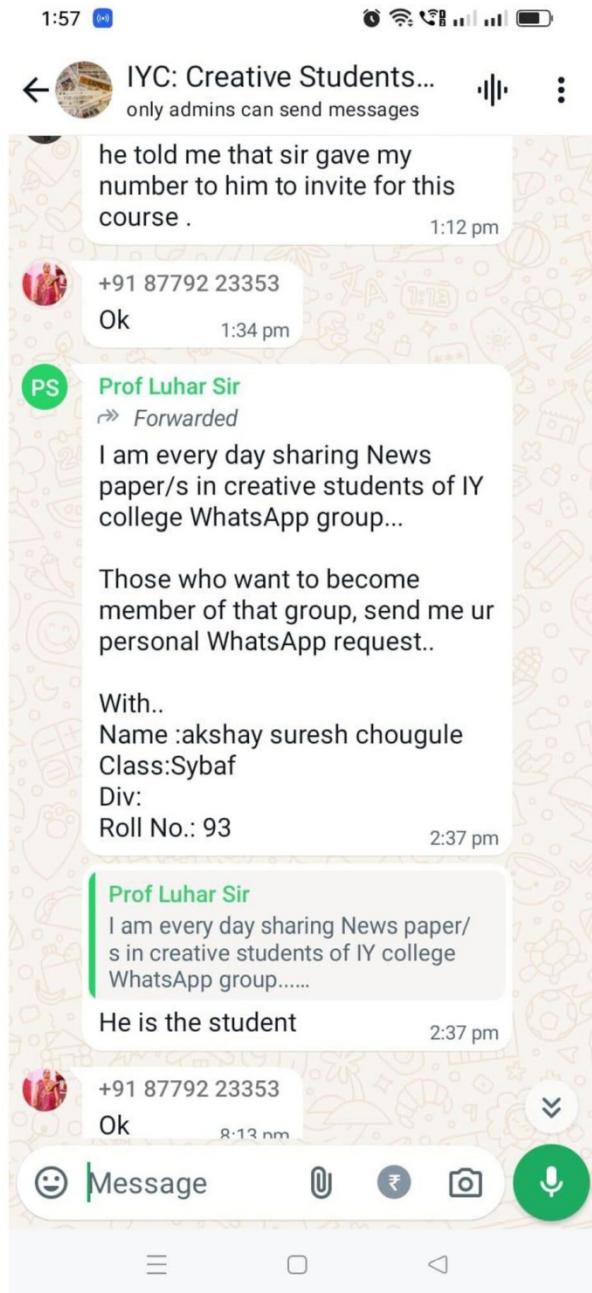 1:57
IYC: Creative Students...
only admins can send messages
he told me that sir gave my
number to him to invite for this
course .
1:12 pm
+91 87792 23353
Ok
1:34 pm
PS
Prof Luhar Sir
Forwarded
I am every day sharing News
paper/s in creative students of IY
college WhatsApp group...
Those who want to become
member of that group, send me ur
personal WhatsApp request..
With..
Name :akshay suresh chougule
Class:Sybaf
Div:
Roll No.: 93
2:37 pm
Prof Luhar Sir
I am every day sharing News paper/
s in creative students of IY college
WhatsApp group......
He is the student
2:37 pm
+91 87792 23353
Ok
8:13 pm
Message
₹